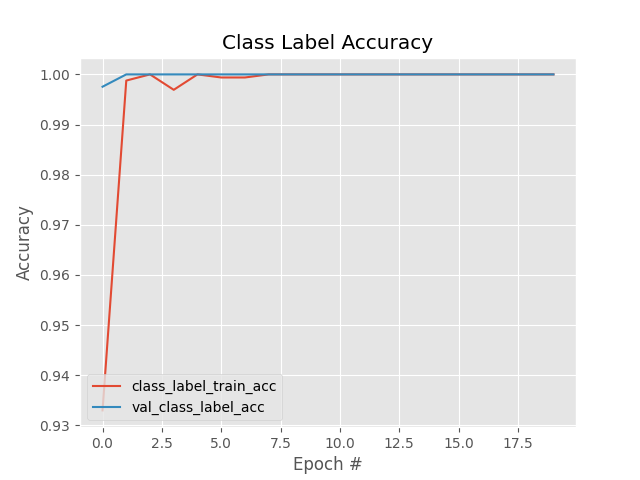 Class Label Accuracy
1.00
0.99
0.98
0.97
0.96
0.95
0.94
0.93
Accuracy
class_label_train_acc
val_class_label_acc
0.0 2.5 5.0 7.5 10.0 12.5 15.0 17.5
Epoch #